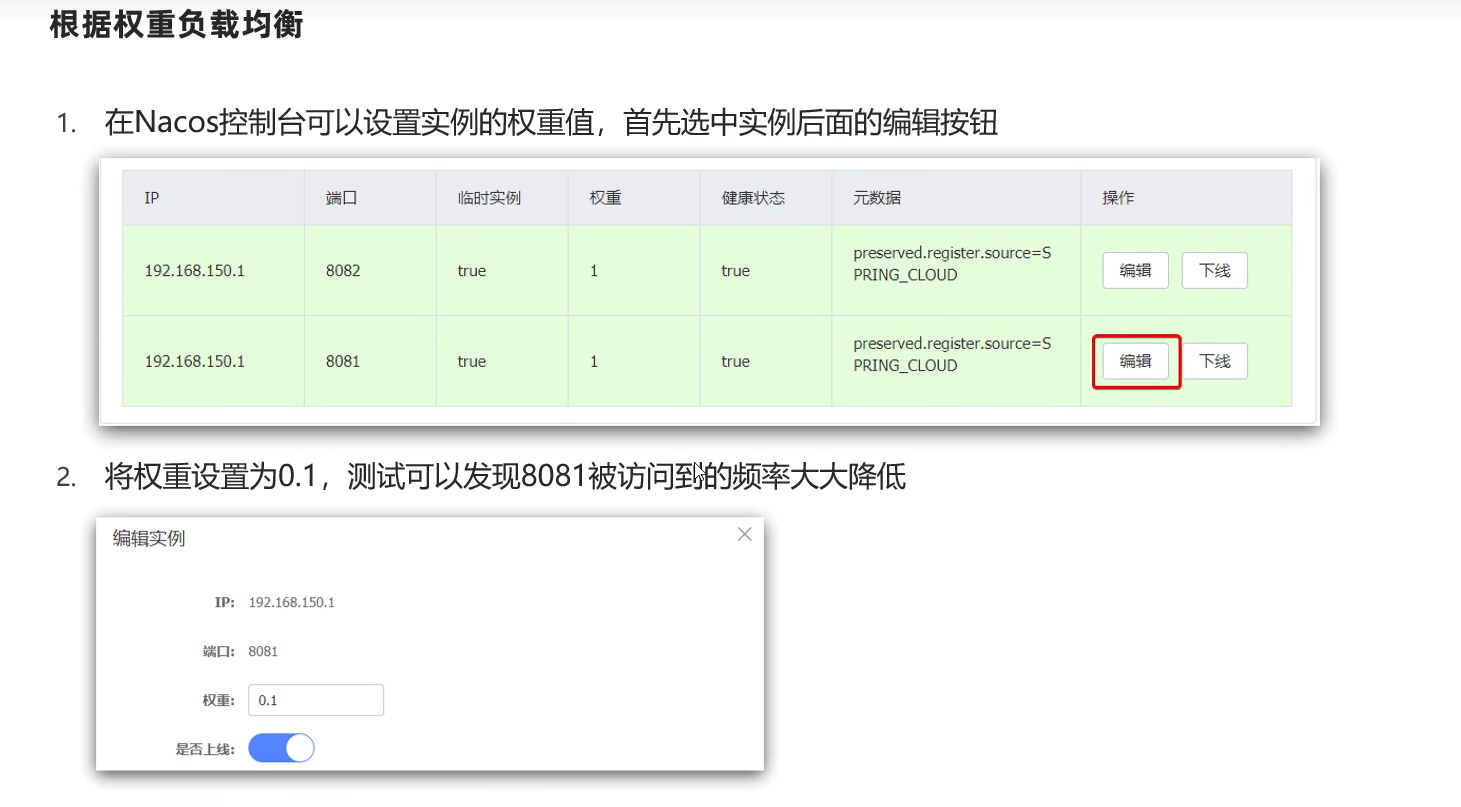 根据权重负载均衡
1. 在Nacos控制台可以设置实例的权重值，首先选中实例后面的编辑按钮
IP 端口 临时实例 权重 健康状态 元数据 操作
192.168.150.1 8082 true 1 true preserved.register.source=S 编辑 下线
PRING_CLOUD
192.168.150.1 8081 true 1 true preserved.register.source=S 编辑 下线
PRING_CLOUD
2. 将权重设置为0.1，测试可以发现8081被访问到的频率大大降低
编辑实例
IP: 192.168.150.1
端口: 8081
权重: 0.1
是否上线: